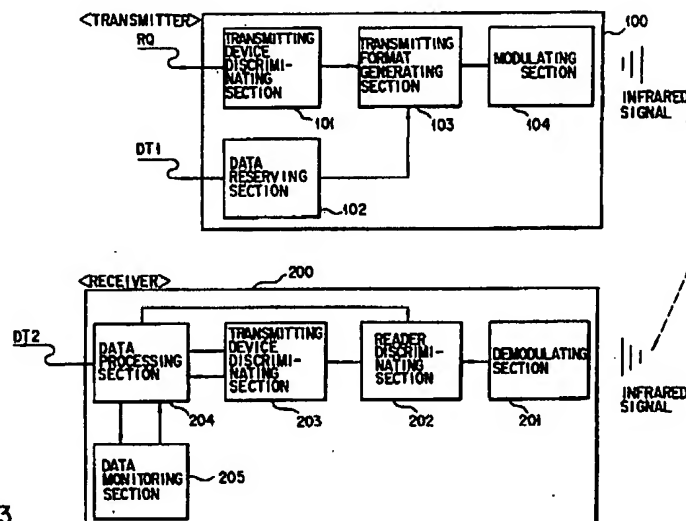 <TRANSMITTER>
100
RQ
TRANSMITTING
DEVICE
DISCRIMI-
NATING
SECTION
101
TRANSMITTING
FORMAT
GENERATING
SECTION
103
MODULATING
SECTION
104
INFRARED
SIGNAL
DT1
DATA
RESERVING
SECTION
102
<RECEIVER>
200
DT2
DATA
PROCESSING
SECTION
204
TRANSMITTING
DEVICE
DISCRIMI-
NATING
SECTION
203
READER
DISCRIMI-
NATING
SECTION
202
DEMODULATING
SECTION
201
INFRARED
SIGNAL
DATA
MONITORING
SECTION
205
3